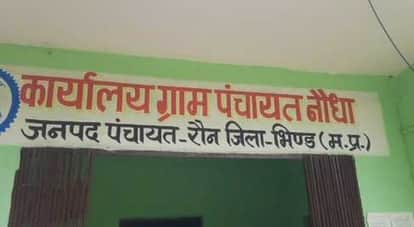 कार्यालय ग्राम पंचायत नौधा
जनपद पंचायत-रौन जिला-भिण्ड (म.प्र.)